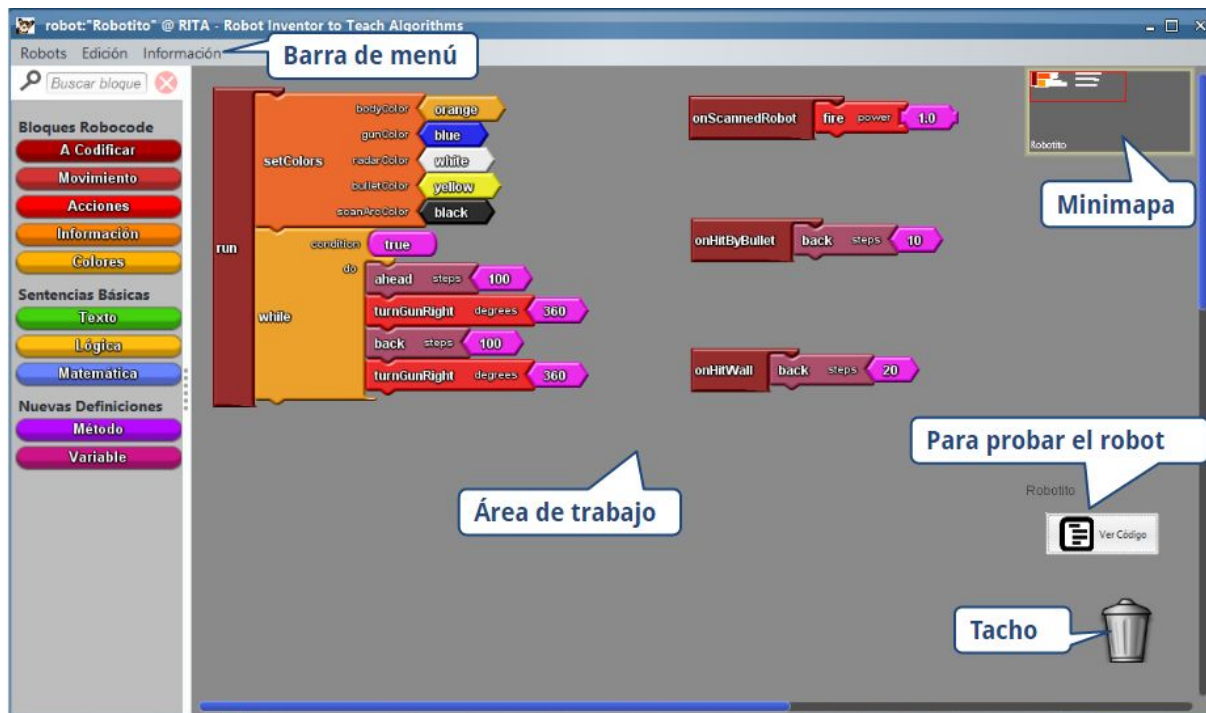 robot:"Robotito" @ RITA - Robot Inventor to Teach Algorithms
Robots Edición Información
Barra de menú
Buscar bloque
Bloques Robocode
A Codificar
Movimiento
Acciones
Información
Colores
Sentencias Básicas
Texto
Lógica
Matemática
Nuevas Definiciones
Método
Variable
run
setColors
bodyColor orange
gunColor blue
radarColor white
bulletColor yellow
scanArcColor black
while
condition true
do
ahead steps 100
turnGunRight degrees 360
back steps 100
turnGunRight degrees 360
onScannedRobot fire power 1.0
onHitByBullet back steps 10
onHitWall back steps 20
Robotito
Minimapa
Para probar el robot
Robotito
Ver Código
Área de trabajo
Tacho